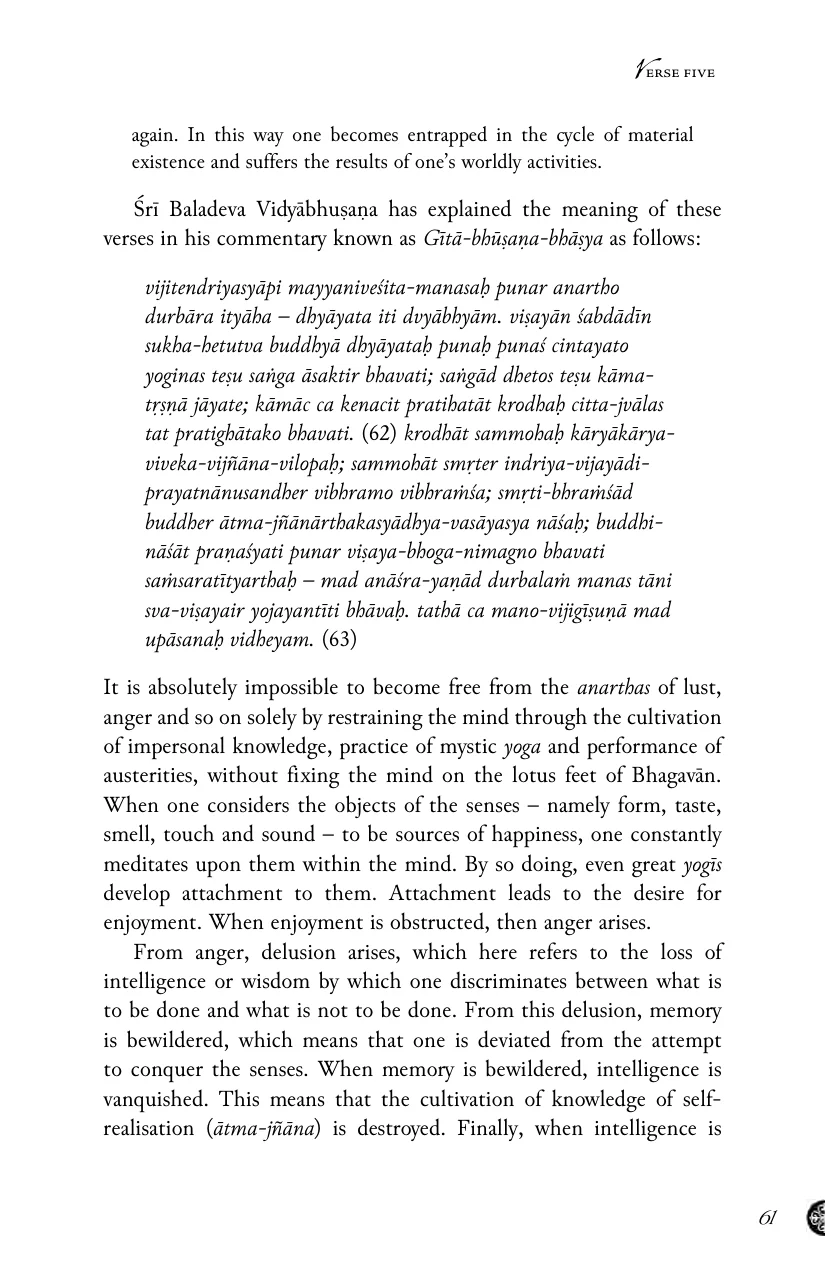 VERSE FIVE
again. In this way one becomes entrapped in the cycle of material
existence and suffers the results of one’s worldly activities.
Śrī Baladeva Vidyābhuṣaṇa has explained the meaning of these
verses in his commentary known as Gītā-bhūṣaṇa-bhāṣya as follows:
vijitendriyasyāpi mayyaniveśita-manasaḥ punar anartho
durbāra ityāha – dhyāyata iti dvyābhyām. viṣayān śabdādīn
sukha-hetutva buddhyā dhyāyataḥ punaḥ punaś cintayato
yoginas teṣu saṅga āsaktir bhavati; saṅgād dhetos teṣu kāma-
tṛṣṇā jāyate; kāmāc ca kenacit pratihatāt krodhaḥ citta-jvālas
tat pratighātako bhavati. (62) krodhāt sammohaḥ kāryākārya-
viveka-vijñāna-vilopaḥ; sammohāt smṛter indriya-vijayādi-
prayatnānusandher vibhramo vibhraṁśa; smṛti-bhraṁśād
buddher ātma-jñānārthakasyādhya-vasāyasya nāśaḥ; buddhi-
nāśāt praṇaśyati punar viṣaya-bhoga-nimagno bhavati
saṁsaratītyarthaḥ – mad anāśra-yaṇād durbalaṁ manas tāni
sva-viṣayair yojayantīti bhāvaḥ. tathā ca mano-vijigīṣuṇā mad
upāsanaḥ vidheyam. (63)
It is absolutely impossible to become free from the anarthas of lust,
anger and so on solely by restraining the mind through the cultivation
of impersonal knowledge, practice of mystic yoga and performance of
austerities, without fixing the mind on the lotus feet of Bhagavān.
When one considers the objects of the senses – namely form, taste,
smell, touch and sound – to be sources of happiness, one constantly
meditates upon them within the mind. By so doing, even great yogīs
develop attachment to them. Attachment leads to the desire for
enjoyment. When enjoyment is obstructed, then anger arises.
From anger, delusion arises, which here refers to the loss of
intelligence or wisdom by which one discriminates between what is
to be done and what is not to be done. From this delusion, memory
is bewildered, which means that one is deviated from the attempt
to conquer the senses. When memory is bewildered, intelligence is
vanquished. This means that the cultivation of knowledge of self-
realisation (ātma-jñāna) is destroyed. Finally, when intelligence is
61